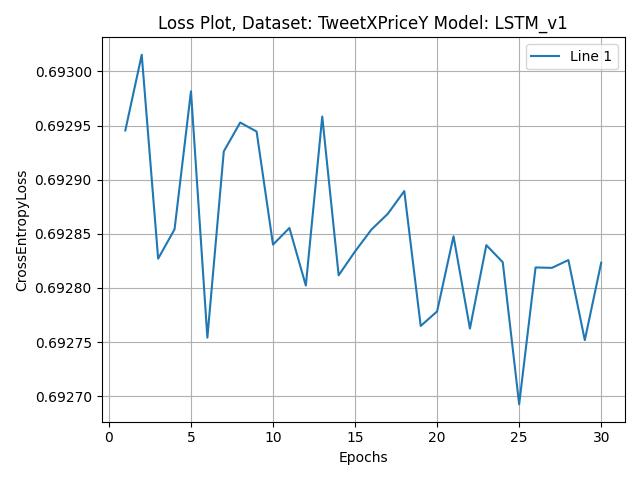 Loss Plot, Dataset: TweetXPriceY Model: LSTM_v1
Line 1
0.69300
0.69295
0.69290
0.69285
0.69280
0.69275
0.69270
CrossEntropyLoss
0 5 10 15 20 25 30
Epochs